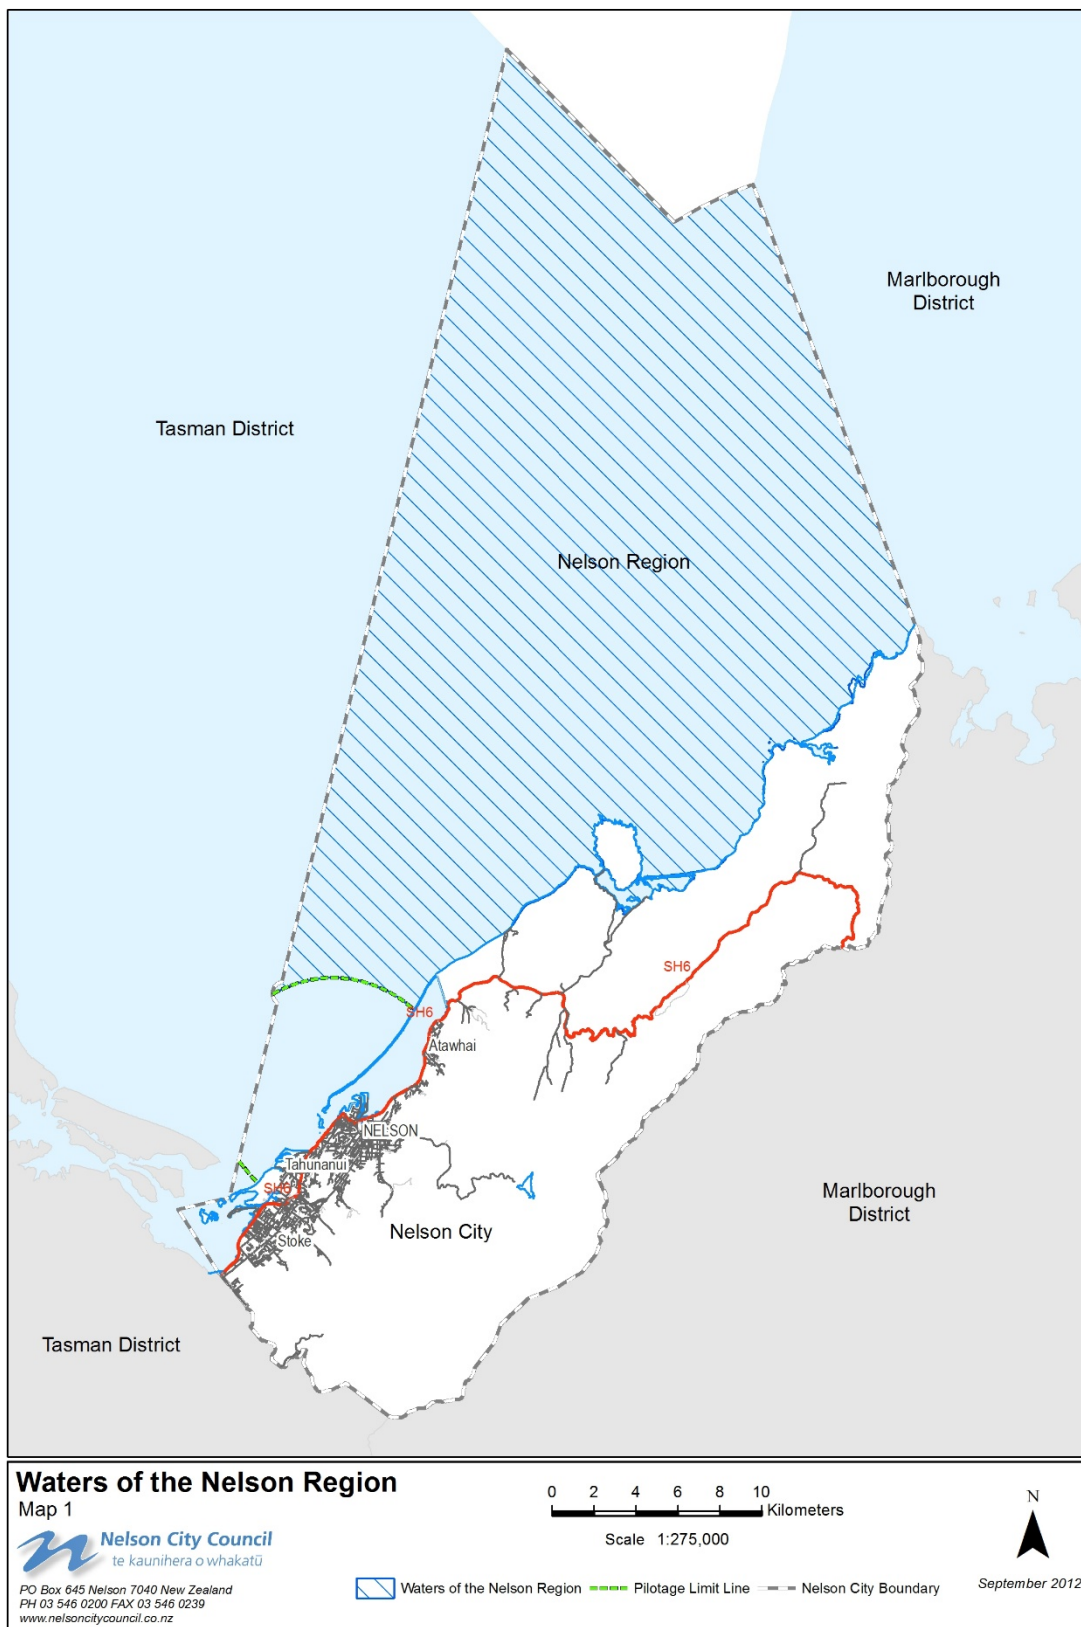 Marlborough
District
Tasman District
Nelson Region
SH6
SH6
Atawhai
NELSON
Tahunanui
SH6
Marlborough
District
Nelson City
Stoke
Tasman District
Waters of the Nelson Region
Map 1
Nelson City Council
te kaunihera o whakatū
PO Box 645 Nelson 7040 New Zealand
PH 03 546 0200 FAX 03 546 0239
www.nelsoncitycouncil.co.nz
0 2 4 6 8 10
Kilometers
Scale 1:275,000
Waters of the Nelson Region Pilotage Limit Line Nelson City Boundary
N
September 2012